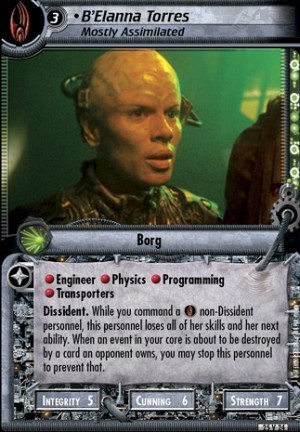 3
• B'Elanna Torres
Mostly Assimilated
Borg
Engineer Physics Programming
Transporters
Dissident. While you command a non-Dissident
personnel, this personnel loses all of her skills and her next
ability. When an event in your core is about to be destroyed
by a card an opponent owns, you may stop this personnel
to prevent that.
Integrity 5 Cunning 6 Strength 7